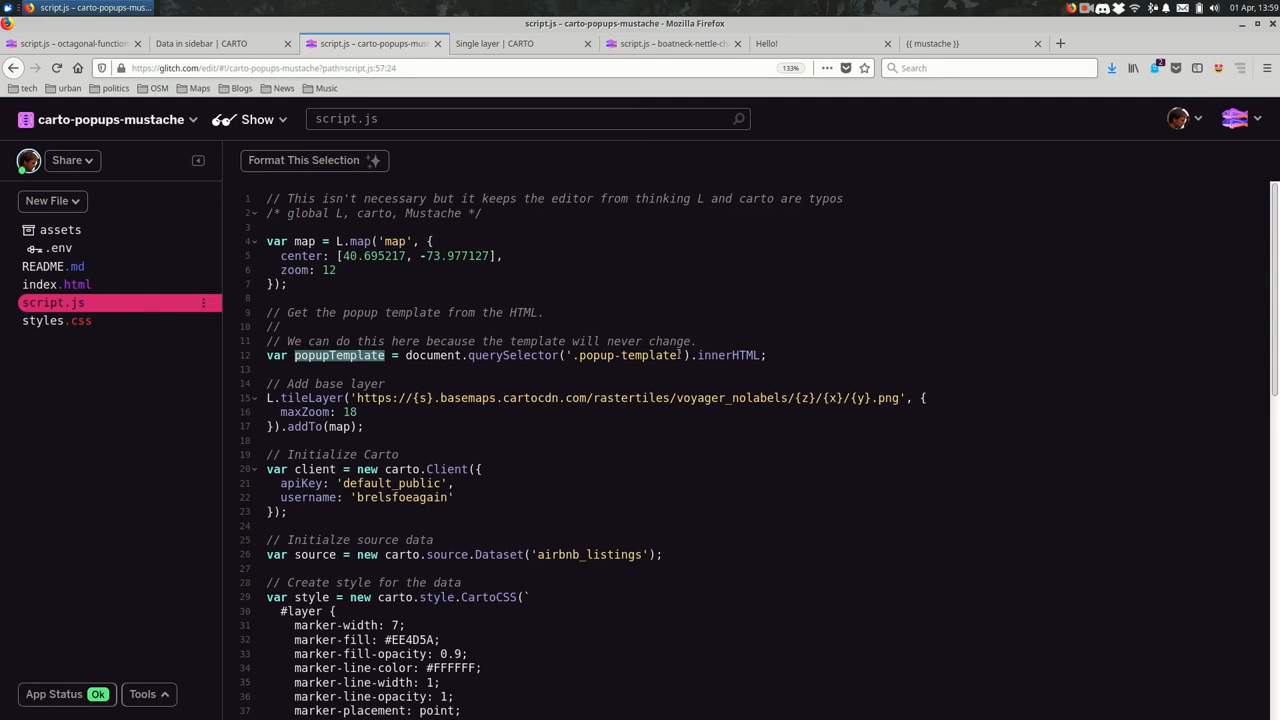 script.js – carto-popups-mus…
01 Apr, 13:59
script.js – carto-popups-mustache - Mozilla Firefox
script.js – octagonal-function
Data in sidebar | CARTO
script.js – carto-popups-must
Single layer | CARTO
script.js – boatneck-nettle-ch
Hello!
{{ mustache }}
https://glitch.com/edit/#!/carto-popups-mustache?path=script.js:57:24
133%
Search
2
tech
urban
politics
OSM
Maps
Blogs
News
Music
carto-popups-mustache
Show
script.js
Share
Format This Selection
New File
assets
.env
README.md
index.html
script.js
styles.css
1 // This isn't necessary but it keeps the editor from thinking L and carto are typos
2 /* global L, carto, Mustache */
3
4 var map = L.map('map', {
5 center: [40.695217, -73.977127],
6 zoom: 12
7 });
8
9 // Get the popup template from the HTML.
10 //
11 // We can do this here because the template will never change.
12 var popupTemplate = document.querySelector('.popup-template').innerHTML;
13
14 // Add base layer
15 L.tileLayer('https://{s}.basemaps.cartocdn.com/rastertiles/voyager_nolabels/{z}/{x}/{y}.png', {
16 maxZoom: 18
17 }).addTo(map);
18
19 // Initialize Carto
20 var client = new carto.Client({
21 apiKey: 'default_public',
22 username: 'brelsfoeagain'
23 });
24
25 // Initialze source data
26 var source = new carto.source.Dataset('airbnb_listings');
27
28 // Create style for the data
29 var style = new carto.style.CartoCSS(`
30 #layer {
31 marker-width: 7;
32 marker-fill: #EE4D5A;
33 marker-fill-opacity: 0.9;
34 marker-line-color: #FFFFFF;
35 marker-line-width: 1;
36 marker-line-opacity: 1;
37 marker-placement: point;
App Status Ok
Tools